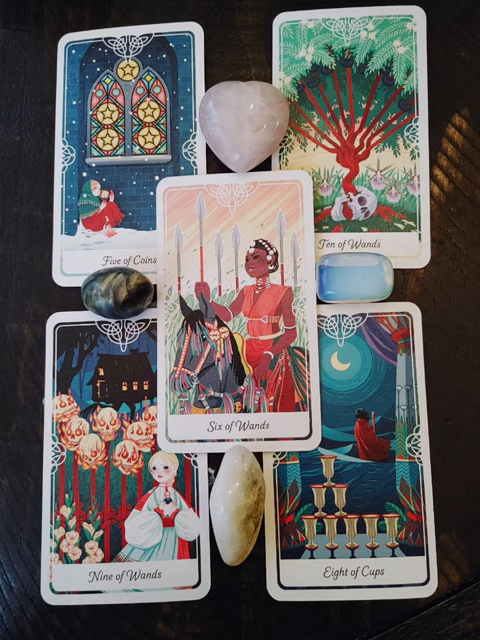 Five of Coins
Ten of Wands
Six of Wands
Nine of Wands
Eight of Cups